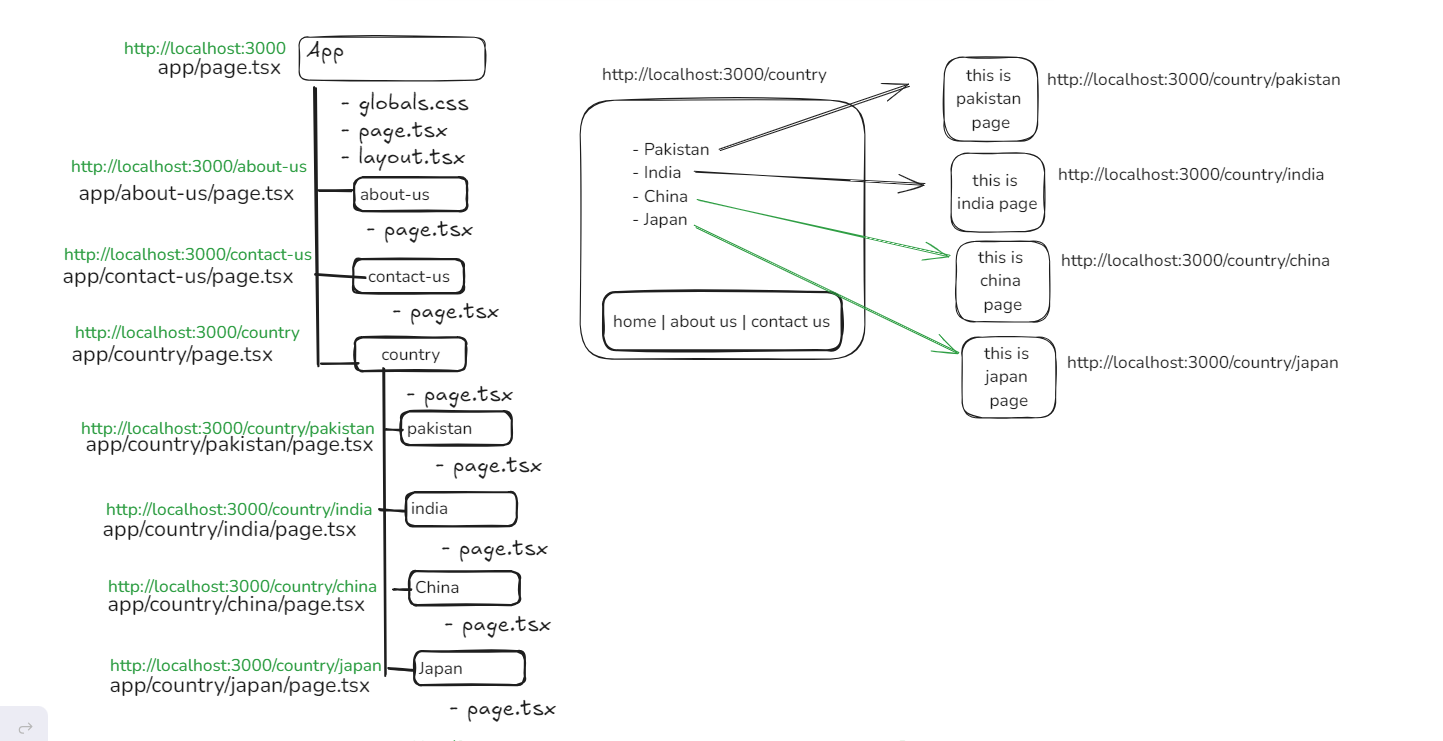 http://localhost:3000
app/page.tsx
App
- globals.css
- page.tsx
- layout.tsx
http://localhost:3000/about-us
app/about-us/page.tsx
about-us
- page.tsx
http://localhost:3000/contact-us
app/contact-us/page.tsx
contact-us
- page.tsx
http://localhost:3000/country
app/country/page.tsx
country
- page.tsx
http://localhost:3000/country/pakistan
app/country/pakistan/page.tsx
pakistan
- page.tsx
http://localhost:3000/country/india
app/country/india/page.tsx
india
- page.tsx
http://localhost:3000/country/china
app/country/china/page.tsx
China
- page.tsx
http://localhost:3000/country/japan
app/country/japan/page.tsx
Japan
- page.tsx
http://localhost:3000/country
- Pakistan
- India
- China
- Japan
home | about us | contact us
this is
pakistan
page
http://localhost:3000/country/pakistan
this is
india page
http://localhost:3000/country/india
this is
china
page
http://localhost:3000/country/china
this is
japan
page
http://localhost:3000/country/japan